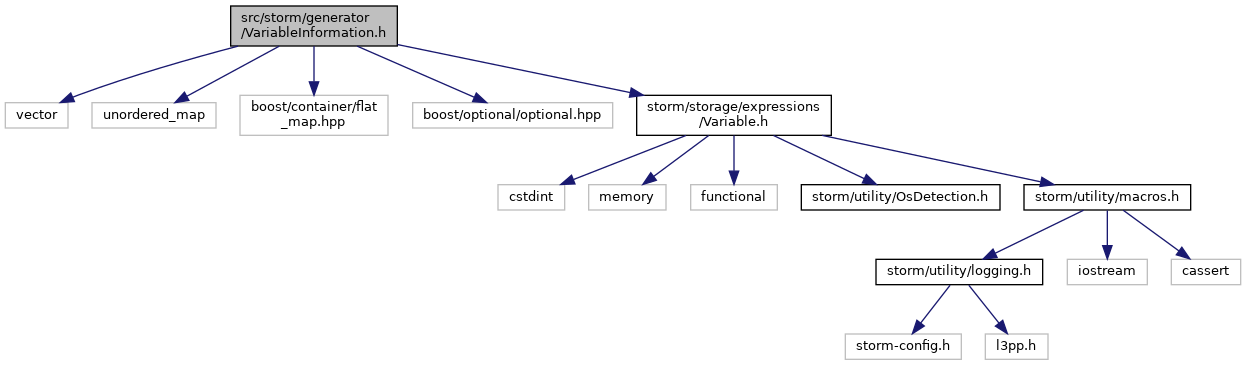 src/storm/generator
/VariableInformation.h
vector
unordered_map
boost/container/flat
_map.hpp
boost/optional/optional.hpp
storm/storage/expressions
/Variable.h
cstdint
memory
functional
storm/utility/OsDetection.h
storm/utility/macros.h
storm/utility/logging.h
iostream
cassert
storm-config.h
l3pp.h